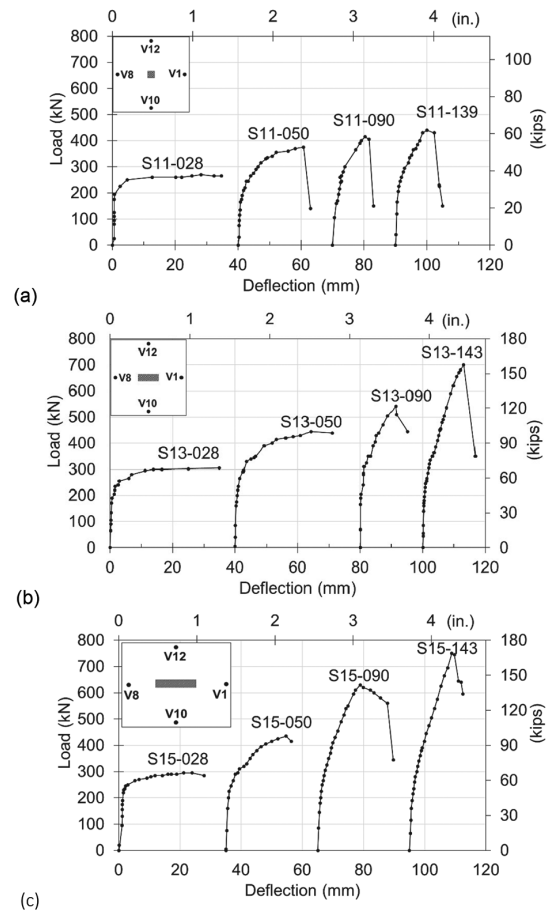 0 1 2 3 4 (in.)
800
700
600
500
400
300
200
100
0
Load (kN)
V12
V8 V1
V10
S11-028
S11-050
S11-090
S11-139
100
80
60
40
20
0
(kips)
0 20 40 60 80 100 120
Deflection (mm)
(a)
0 1 2 3 4 (in.)
800
700
600
500
400
300
200
100
0
Load (kN)
V12
V8 V1
V10
S13-028
S13-050
S13-090
S13-143
180
150
120
90
60
30
0
(kips)
0 20 40 60 80 100 120
Deflection (mm)
(b)
0 1 2 3 4 (in.)
800
700
600
500
400
300
200
100
0
Load (kN)
V12
V8 V1
V10
S15-028
S15-050
S15-090
S15-143
180
150
120
90
60
30
0
(kips)
0 20 40 60 80 100 120
Deflection (mm)
(c)